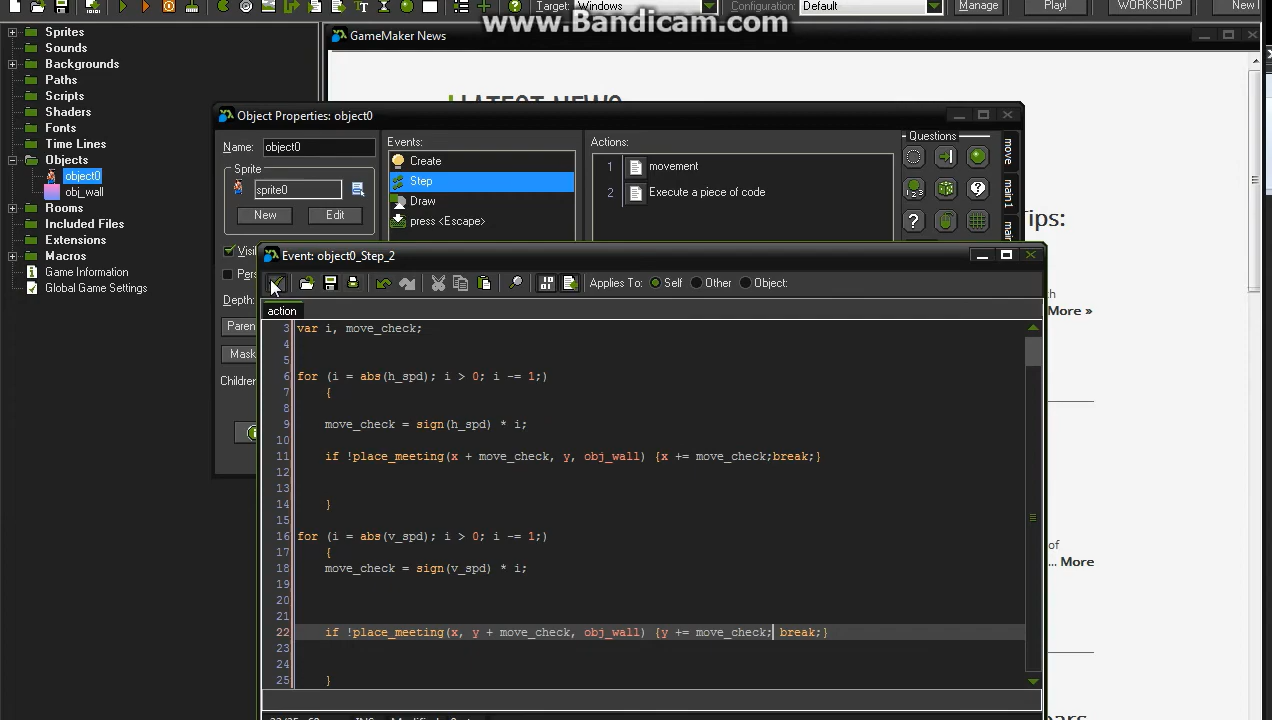 Target: Windows
Configuration: Default
Manage
Play!
WORKSHOP
www.Bandicam.com
Sprites
Sounds
Backgrounds
Paths
Scripts
Shaders
Fonts
Time Lines
Objects
object0
obj_wall
Rooms
Included Files
Extensions
Macros
Game Information
Global Game Settings
GameMaker News
Object Properties: object0
Name: object0
Sprite
sprite0
New
Edit
Depth:
Mask
Events:
Create
Step
Draw
press <Escape>
Actions:
1 movement
2 Execute a piece of code
Questions
move
main1
More »
... More
Event: object0_Step_2
Applies To: Self Other Object:
action
3 var i, move_check;
4
5
6 for (i = abs(h_spd); i > 0; i -= 1;)
7 {
8
9 move_check = sign(h_spd) * i;
10
11 if !place_meeting(x + move_check, y, obj_wall) {x += move_check;break;}
12
13
14 }
15
16 for (i = abs(v_spd); i > 0; i -= 1;)
17 {
18 move_check = sign(v_spd) * i;
19
20
21
22 if !place_meeting(x, y + move_check, obj_wall) {y += move_check; break;}
23
24
25 }